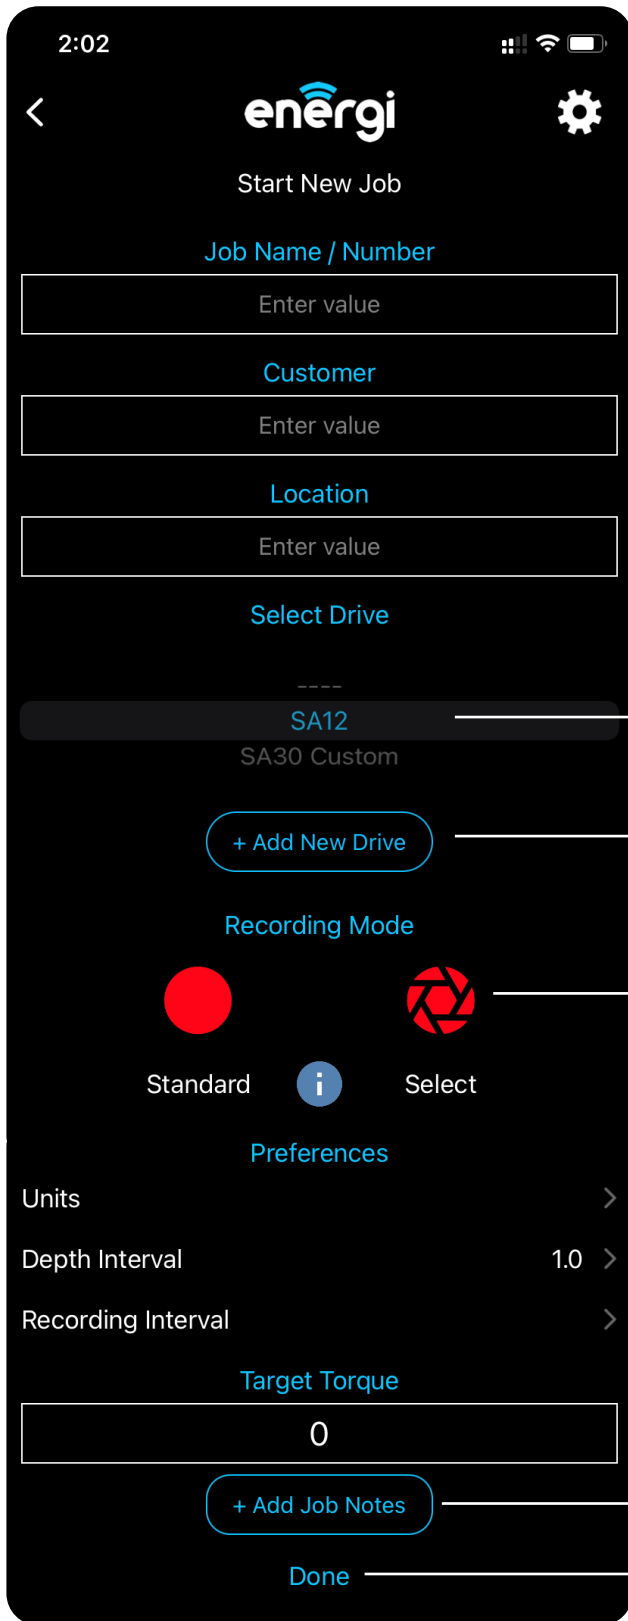 2:02
energi
Start New Job
Job Name / Number
Enter value
Customer
Enter value
Location
Enter value
Select Drive
----
SA12
SA30 Custom
+ Add New Drive
Recording Mode
Standard i Select
Preferences
Units
Depth Interval 1.0
Recording Interval
Target Torque
0
+ Add Job Notes
Done